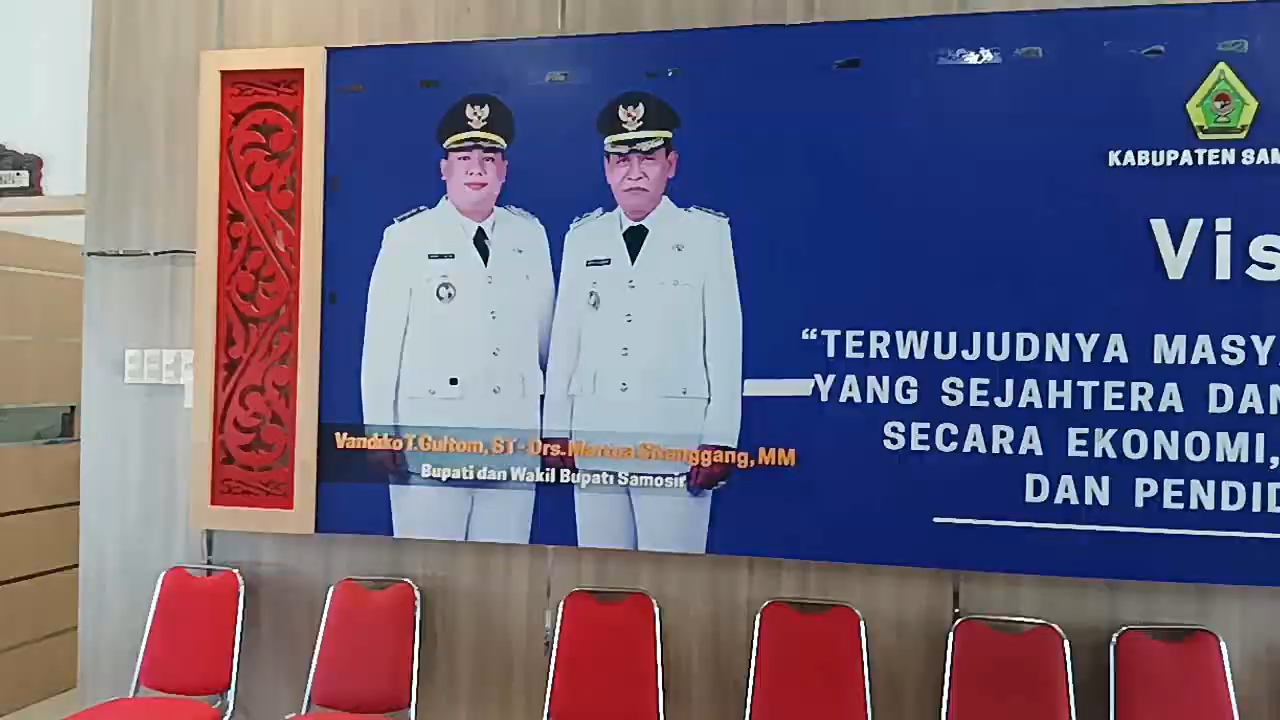 KABUPATEN SAM
Vis
“TERWUJUDNYA MASY
YANG SEJAHTERA DAN
SECARA EKONOMI,
DAN PENDID
Vandiko T.Gultom, ST - Drs.Martua Sitanggang, MM
Bupati dan Wakil Bupati Samosir